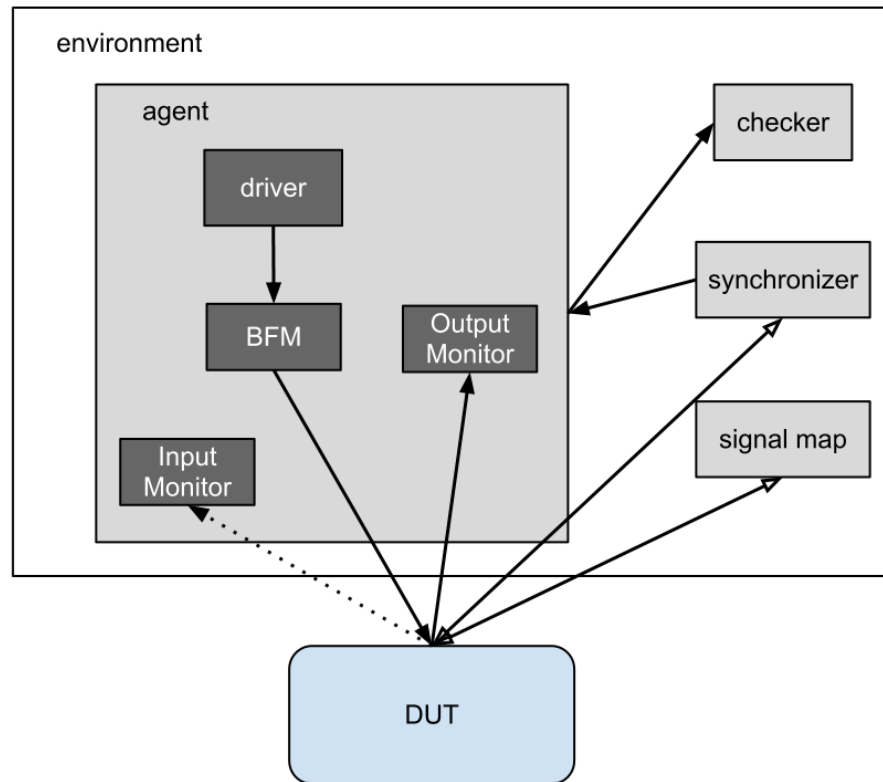 environment
agent
checker
driver
synchronizer
BFM
Output
Monitor
signal map
Input
Monitor
DUT